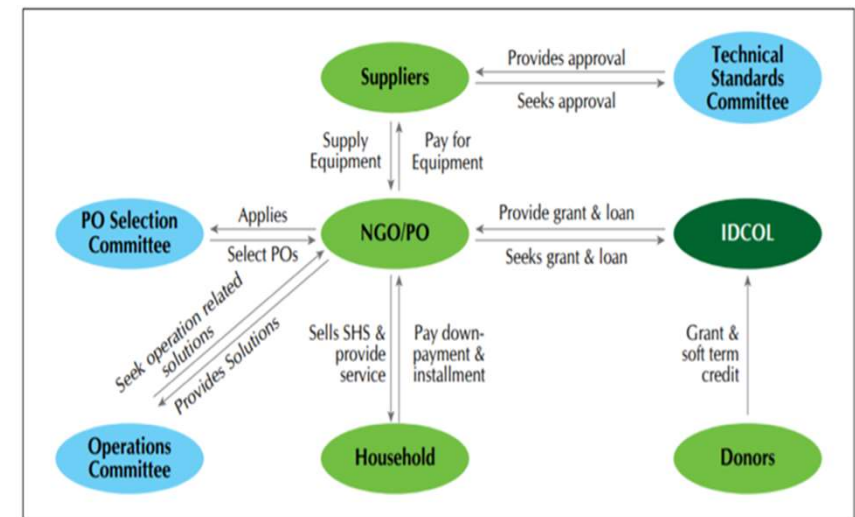 Suppliers
Provides approval
Seeks approval
Technical
Standards
Committee
Supply
Equipment
Pay for
Equipment
PO Selection
Committee
Applies
Select POs
NGO/PO
Provide grant & loan
Seeks grant & loan
IDCOL
Seek operation related
solutions
Provides Solutions
Sells SHS &
provide
service
Pay down-
payment &
installment
Grant &
soft term
credit
Operations
Committee
Household
Donors